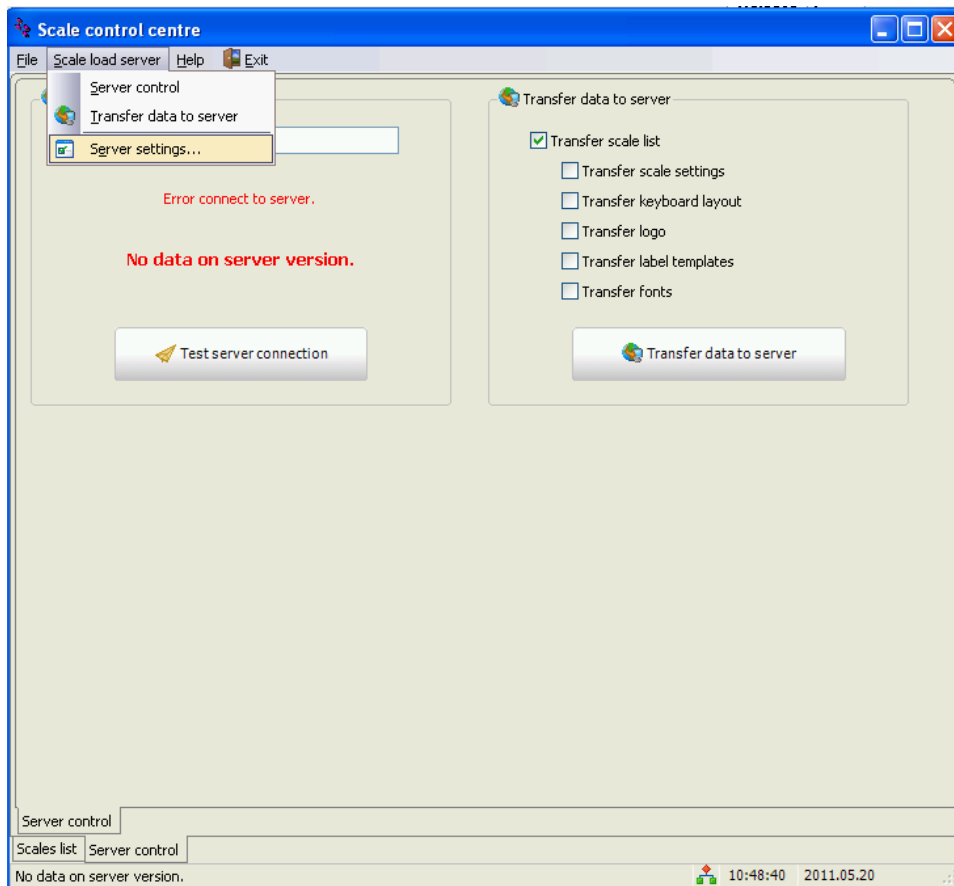 Scale control centre
File Scale load server Help Exit
Server control
Transfer data to server
Server settings...
Error connect to server.
No data on server version.
Test server connection
Transfer data to server
Transfer scale list
Transfer scale settings
Transfer keyboard layout
Transfer logo
Transfer label templates
Transfer fonts
Transfer data to server
Server control
Scales list Server control
No data on server version. 10:48:40 2011.05.20